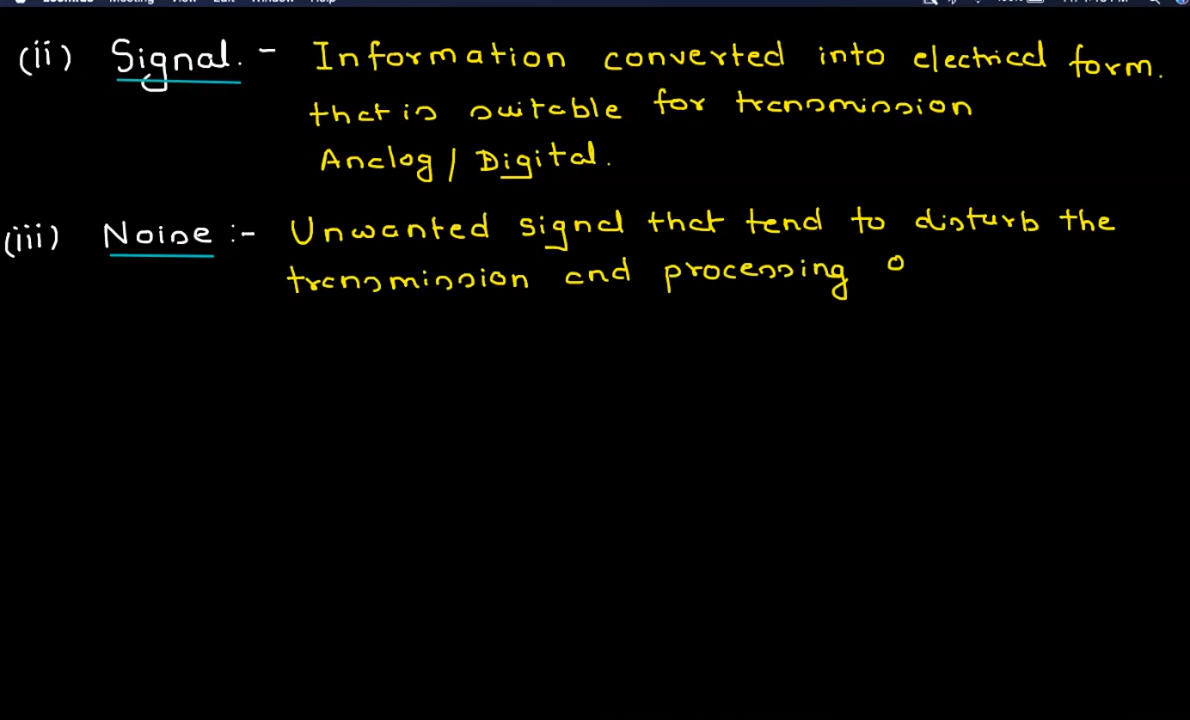 (ii) Signal. - Information converted into electrical form.
that is suitable for transmission
Analog / Digital.
(iii) Noise :- Unwanted signal that tend to disturb the
transmission and processing o